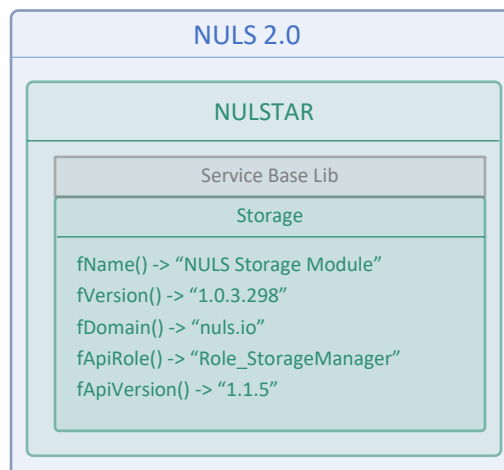 NULS 2.0
NULSTAR
Service Base Lib
Storage
fName() -> “NULS Storage Module”
fVersion() -> “1.0.3.298”
fDomain() -> “nuls.io”
fApiRole() -> “Role_StorageManager”
fApiVersion() -> “1.1.5”